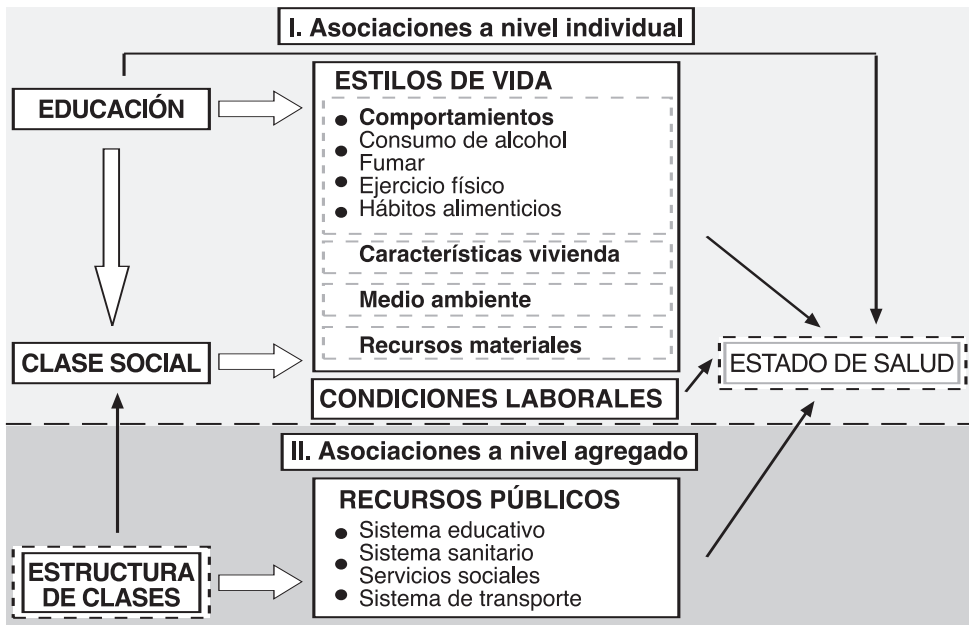 I. Asociaciones a nivel individual
EDUCACIÓN
ESTILOS DE VIDA
● Comportamientos
● Consumo de alcohol
Fumar
● Ejercicio físico
● Hábitos alimenticios
Características vivienda
Medio ambiente
Recursos materiales
CLASE SOCIAL
ESTADO DE SALUD
CONDICIONES LABORALES
II. Asociaciones a nivel agregado
RECURSOS PÚBLICOS
● Sistema educativo
● Sistema sanitario
Servicios sociales
● Sistema de transporte
ESTRUCTURA
DE CLASES